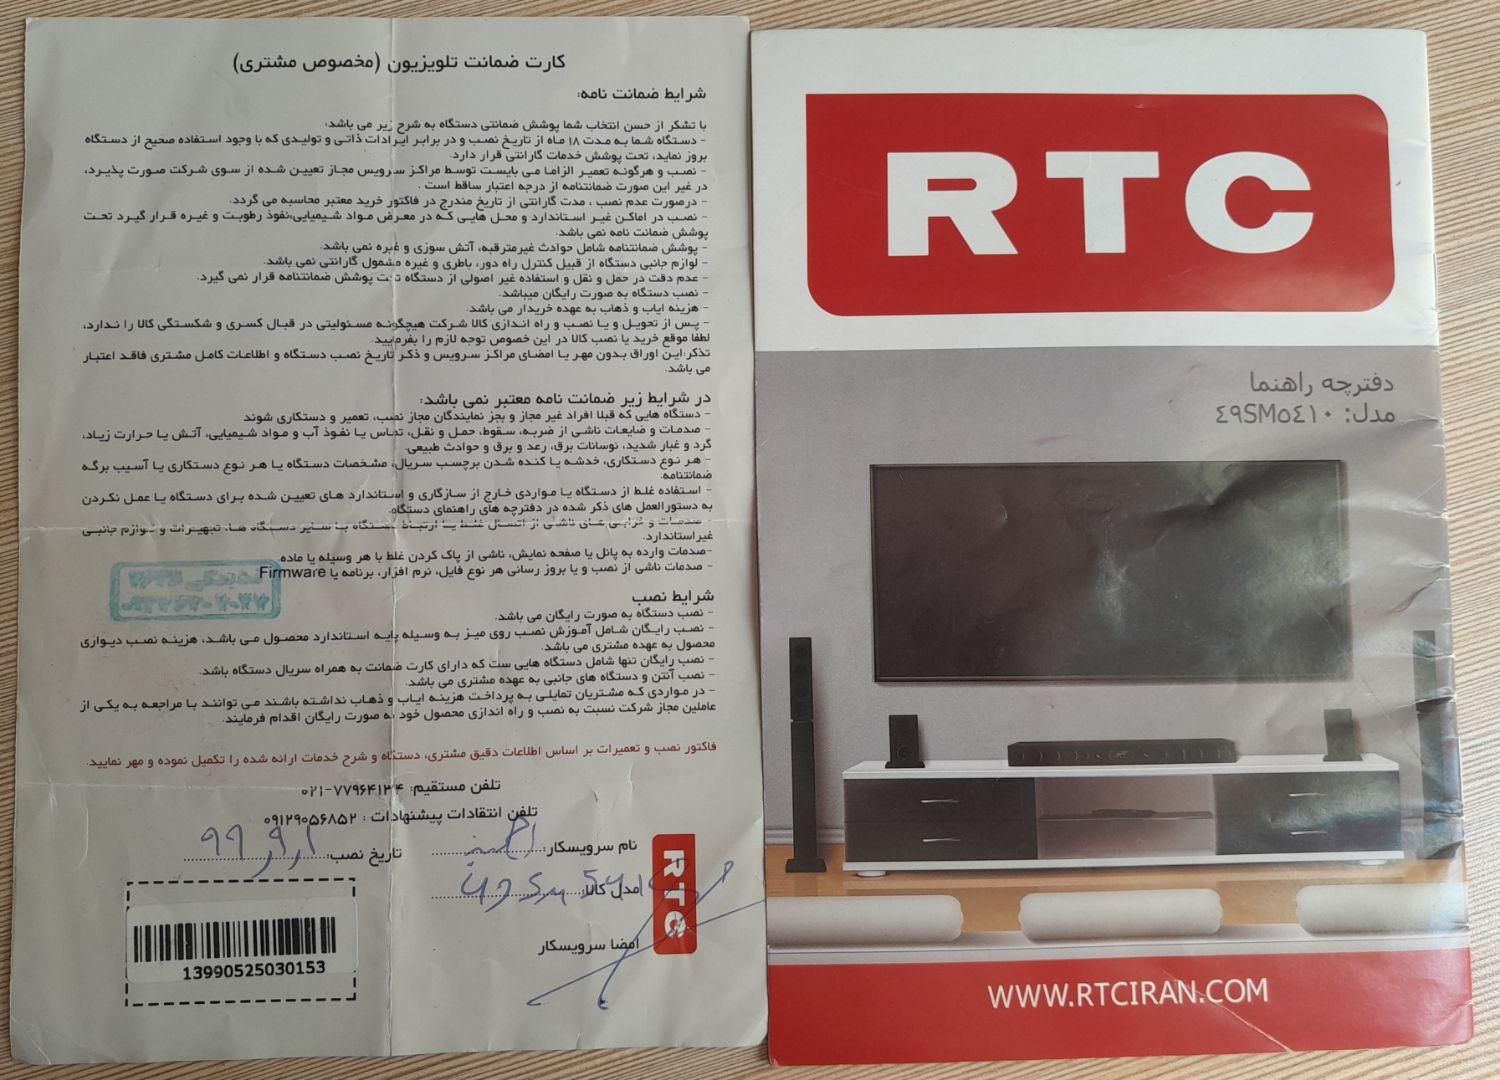 کارت ضمانت تلویزیون (مخصوص مشتری)
شرایط ضمانت نامه:
با تشکر از حسن انتخاب شما پوشش ضمانتی دستگاه به شرح زیر می باشد:
- دستگاه شما به مدت ۱۸ ماه از تاریخ نصب و در برابر ایرادات ذاتی و تولیدی که با وجود استفاده صحیح از دستگاه
بروز نماید، تحت پوشش خدمات گارانتی قرار دارد.
- نصب و هرگونه تعمیر الزاما می بایست توسط مراکز سرویس مجاز تعیین شده از سوی شرکت صورت پذیرد،
در غیر این صورت ضمانتنامه از درجه اعتبار ساقط است .
- درصورت عدم نصب ، مدت گارانتی از تاریخ مندرج در فاکتور خرید معتبر محاسبه می گردد.
- نصب در اماکن غیر استاندارد و محل هایی که در معرض مواد شیمیایی،نفوذ رطوبت و غیره قرار گیرد تحت
پوشش ضمانت نامه نمی باشد.
- پوشش ضمانتنامه شامل حوادث غیرمترقبه، آتش سوزی و غیره نمی باشد.
- لوازم جانبی دستگاه از قبیل کنترل راه دور، باطری و غیره مشمول گارانتی نمی باشد.
- عدم دقت در حمل و نقل و استفاده غیر اصولی از دستگاه تحت پوشش ضمانتنامه قرار نمی گیرد.
- نصب دستگاه به صورت رایگان میباشد.
- هزینه ایاب و ذهاب به عهده خریدار می باشد.
- پس از تحویل و یا نصب و راه اندازی کالا شرکت هیچگونه مسئولیتی در قبال کسری و شکستگی کالا را ندارد،
لطفا موقع خرید یا نصب کالا در این خصوص توجه لازم را بفرمایید.
تذکر:این اوراق بدون مهر یا امضای مراکز سرویس و ذکر تاریخ نصب دستگاه و اطلاعات کامل مشتری فاقد اعتبار
می باشد.
در شرایط زیر ضمانت نامه معتبر نمی باشد:
- دستگاه هایی که قبلا افراد غیر مجاز و بجز نمایندگان مجاز نصب، تعمیر و دستکاری شوند
- صدمات و ضایعات ناشی از ضربه، سقوط، حمل و نقل، تماس یا نفوذ آب و مواد شیمیایی، آتش یا حرارت زیاد،
گرد و غبار شدید، نوسانات برق، رعد و برق و حوادث طبیعی.
- هر نوع دستکاری، خدشه یا کنده شدن برچسب سریال، مشخصات دستگاه یا هر نوع دستکاری یا آسیب برگه
ضمانتنامه.
- استفاده غلط از دستگاه یا مواردی خارج از سازگاری و استاندارد های تعیین شده برای دستگاه یا عمل نکردن
به دستورالعمل های ذکر شده در دفترچه های راهنمای دستگاه.
- صدمات و خرابی های ناشی از اتصال غلط یا ارتباط دستگاه با سایر دستگاه ها، تجهیزات و لوازم جانبی
غیراستاندارد.
-صدمات وارده به پانل یا صفحه نمایش، ناشی از پاک کردن غلط با هر وسیله یا ماده.
- صدمات ناشی از نصب و یا بروز رسانی هر نوع فایل، نرم افزار، برنامه یا Firmware
شرایط نصب
- نصب دستگاه به صورت رایگان می باشد.
- نصب رایگان شامل آموزش نصب روی میز به وسیله پایه استاندارد محصول می باشد، هزینه نصب دیواری
محصول به عهده مشتری می باشد.
- نصب رایگان تنها شامل دستگاه هایی ست که دارای کارت ضمانت به همراه سریال دستگاه باشد.
- نصب آنتن و دستگاه های جانبی به عهده مشتری می باشد.
- در مواردی که مشتریان تمایلی به پرداخت هزینه ایاب و ذهاب نداشته باشند می توانند با مراجعه به یکی از
عاملین مجاز شرکت نسبت به نصب و راه اندازی محصول خود به صورت رایگان اقدام فرمایند.
فاکتور نصب و تعمیرات بر اساس اطلاعات دقیق مشتری، دستگاه و شرح خدمات ارائه شده را تکمیل نموده و مهر نمایید.
تلفن مستقیم: ۰۲۱-۷۷۹۶۴۱۳۴
تلفن انتقادات پیشنهادات : ۰۹۱۲۹۰۵۶۸۵۲
نام سرویسکار:
تاریخ نصب:
مدل کالا:
امضا سرویسکار
RTC
13990525030153
RTC
دفترچه راهنما
مدل: ٤٩SM٥٤١٠
WWW.RTCIRAN.COM